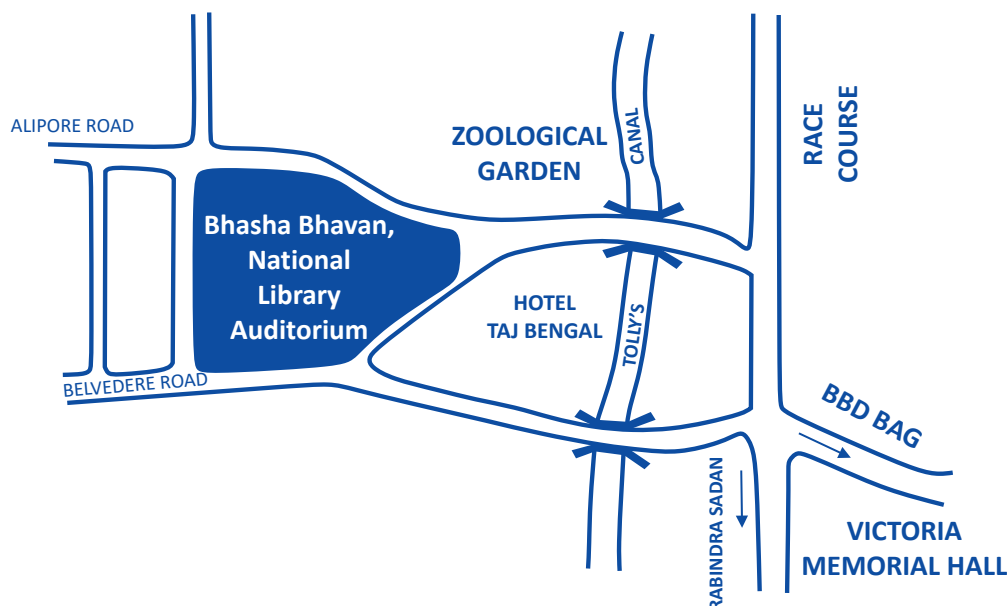 ALIPORE ROAD
ZOOLOGICAL
GARDEN
CANAL
RACE
COURSE
Bhasha Bhavan,
National
Library
Auditorium
HOTEL
TAJ BENGAL
TOLLY'S
BELVEDERE ROAD
BBD BAG
RABINDRA SADAN
VICTORIA
MEMORIAL HALL